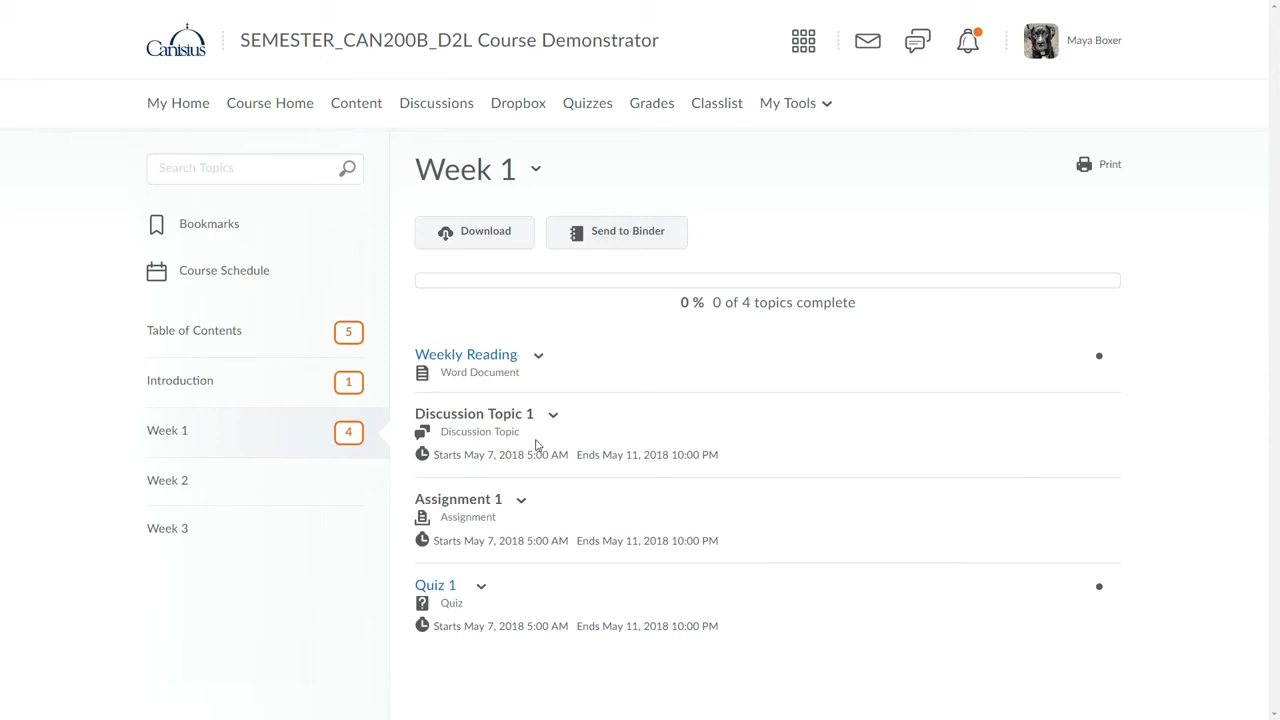 Canisius
SEMESTER_CAN200B_D2L Course Demonstrator
Maya Boxer
My Home Course Home Content Discussions Dropbox Quizzes Grades Classlist My Tools
Search Topics
Bookmarks
Course Schedule
Table of Contents 5
Introduction 1
Week 1 4
Week 2
Week 3
Week 1
Print
Download Send to Binder
0 % 0 of 4 topics complete
Weekly Reading
Word Document
Discussion Topic 1
Discussion Topic
Starts May 7, 2018 5:00 AM Ends May 11, 2018 10:00 PM
Assignment 1
Assignment
Starts May 7, 2018 5:00 AM Ends May 11, 2018 10:00 PM
Quiz 1
Quiz
Starts May 7, 2018 5:00 AM Ends May 11, 2018 10:00 PM